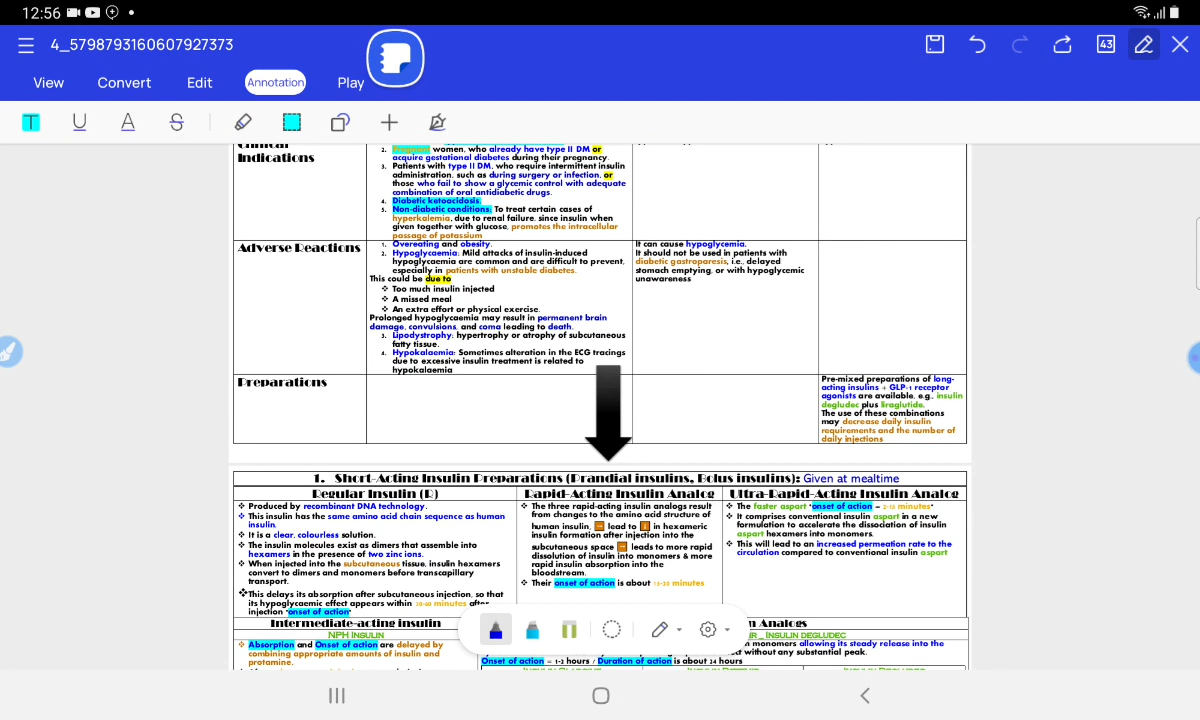 12:56
4_5798793160607927373
43
View Convert Edit Annotation Play
Clinical
Indications
2. Pregnant women, who already have type II DM or
acquire gestational diabetes during their pregnancy.
3. Patients with type II DM, who require intermittent insulin
administration, such as during surgery or infection, or
those who fail to show a glycemic control with adequate
combination of oral antidiabetic drugs.
4. Diabetic ketoacidosis.
5. Non-diabetic conditions: To treat certain cases of
hyperkalemia, due to renal failure, since insulin when
given together with glucose, promotes the intracellular
passage of potassium
Adverse Reactions
1. Overeating and obesity.
2. Hypoglycaemia: Mild attacks of insulin-induced
hypoglycaemia are common and are difficult to prevent,
especially in patients with unstable diabetes.
This could be due to
❖ Too much insulin injected
❖ A missed meal
❖ An extra effort or physical exercise.
Prolonged hypoglycaemia may result in permanent brain
damage, convulsions, and coma leading to death.
3. Lipodystrophy: hypertrophy or atrophy of subcutaneous
fatty tissue.
4. Hypokalaemia: Sometimes alteration in the ECG tracings
due to excessive insulin treatment is related to
hypokalaemia
It can cause hypoglycemia.
It should not be used in patients with
diabetic gastroparesis, i.e., delayed
stomach emptying, or with hypoglycemic
unawareness
Preparations
Pre-mixed preparations of long-
acting insulins + GLP-1 receptor
agonists are available, e.g., insulin
degludec plus liraglutide.
The use of these combinations
may decrease daily insulin
requirements and the number of
daily injections
1. Short-Acting Insulin Preparations (Prandial insulins, Bolus insulins): Given at mealtime
Regular Insulin (R)
❖ Produced by recombinant DNA technology.
❖ This insulin has the same amino acid chain sequence as human
insulin.
❖ It is a clear, colourless solution.
❖ The insulin molecules exist as dimers that assemble into
hexamers in the presence of two zinc ions.
❖ When injected into the subcutaneous tissue, insulin hexamers
convert to dimers and monomers before transcapillary
transport.
❖This delays its absorption after subcutaneous injection, so that
its hypoglycaemic effect appears within 30-60 minutes after
injection "onset of action"
Rapid-Acting Insulin Analog
❖ The three rapid-acting insulin analogs result
from changes to the amino acid structure of
human insulin, → lead to ↓ in hexameric
insulin formation after injection into the
subcutaneous space → leads to more rapid
dissolution of insulin into monomers & more
rapid insulin absorption into the
bloodstream.
❖ Their onset of action is about 15-20 minutes
Ultra-Rapid-Acting Insulin Analog
❖ The faster aspart "onset of action = 2-15 minutes"
❖ It comprises conventional insulin aspart in a new
formulation to accelerate the dissociation of insulin
aspart hexamers into monomers.
❖ This will lead to an increased permeation rate to the
circulation compared to conventional insulin aspart
Intermediate-acting insulin
NPH INSULIN
❖ Absorption and Onset of action are delayed by
combining appropriate amounts of insulin and
protamine.
n Analogs
INSULIN DEGLUDEC
monomers allowing its steady release into the
without any substantial peak.
Onset of action = 1-2 hours / Duration of action is about 24 hours